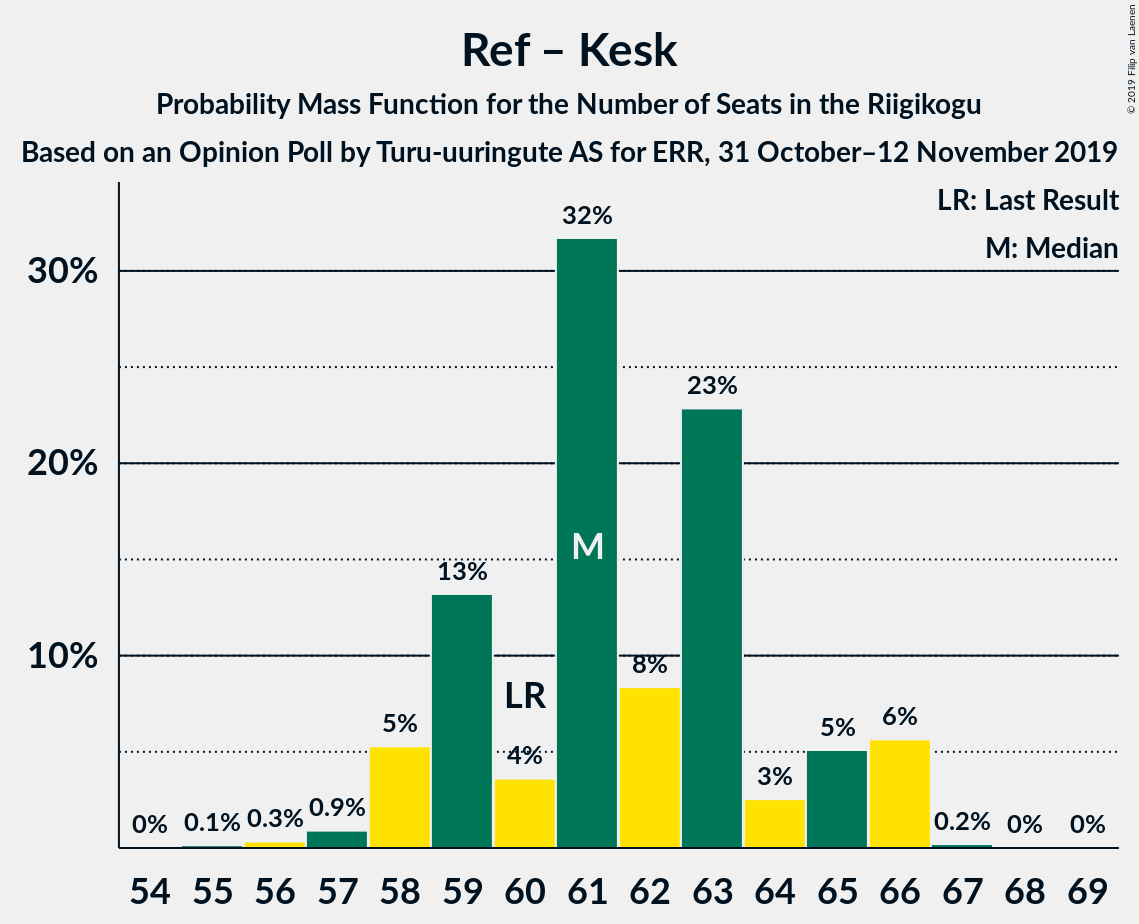 Ref – Kesk
Probability Mass Function for the Number of Seats in the Riigikogu
Based on an Opinion Poll by Turu-uuringute AS for ERR, 31 October–12 November 2019
© 2019 Filip van Laenen
LR: Last Result
M: Median
30%
20%
10%
0%
0.1%
0.3%
0.9%
5%
13%
LR
4%
32%
M
8%
23%
3%
5%
6%
0.2%
0%
0%
54 55 56 57 58 59 60 61 62 63 64 65 66 67 68 69